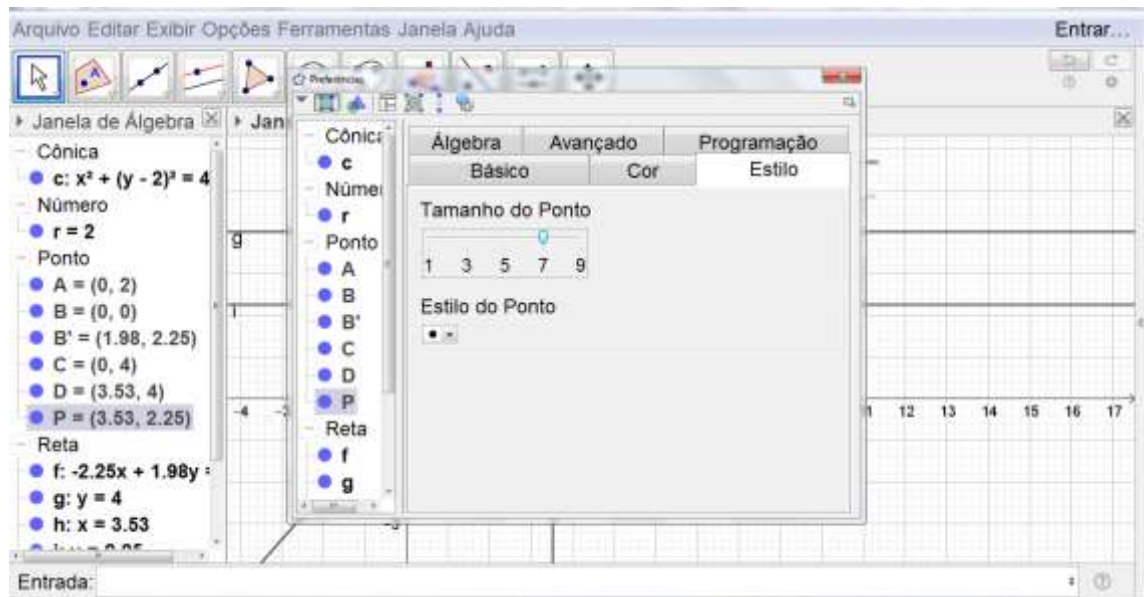 Arquivo Editar Exibir Opções Ferramentas Janela Ajuda
Entrar...
A
Janela de Álgebra
Cônica
c: x² + (y - 2)² = 4
Número
r = 2
Ponto
A = (0, 2)
B = (0, 0)
B' = (1.98, 2.25)
C = (0, 4)
D = (3.53, 4)
P = (3.53, 2.25)
Reta
f: -2.25x + 1.98y =
g: y = 4
h: x = 3.53
Jan
g
-4
Preferências
Cônica
c
Númer
r
Ponto
A
B
B'
C
D
P
Reta
f
g
Álgebra Avançado Programação
Básico Cor Estilo
Tamanho do Ponto
1 3 5 7 9
Estilo do Ponto
12 13 14 15 16 17
Entrada: